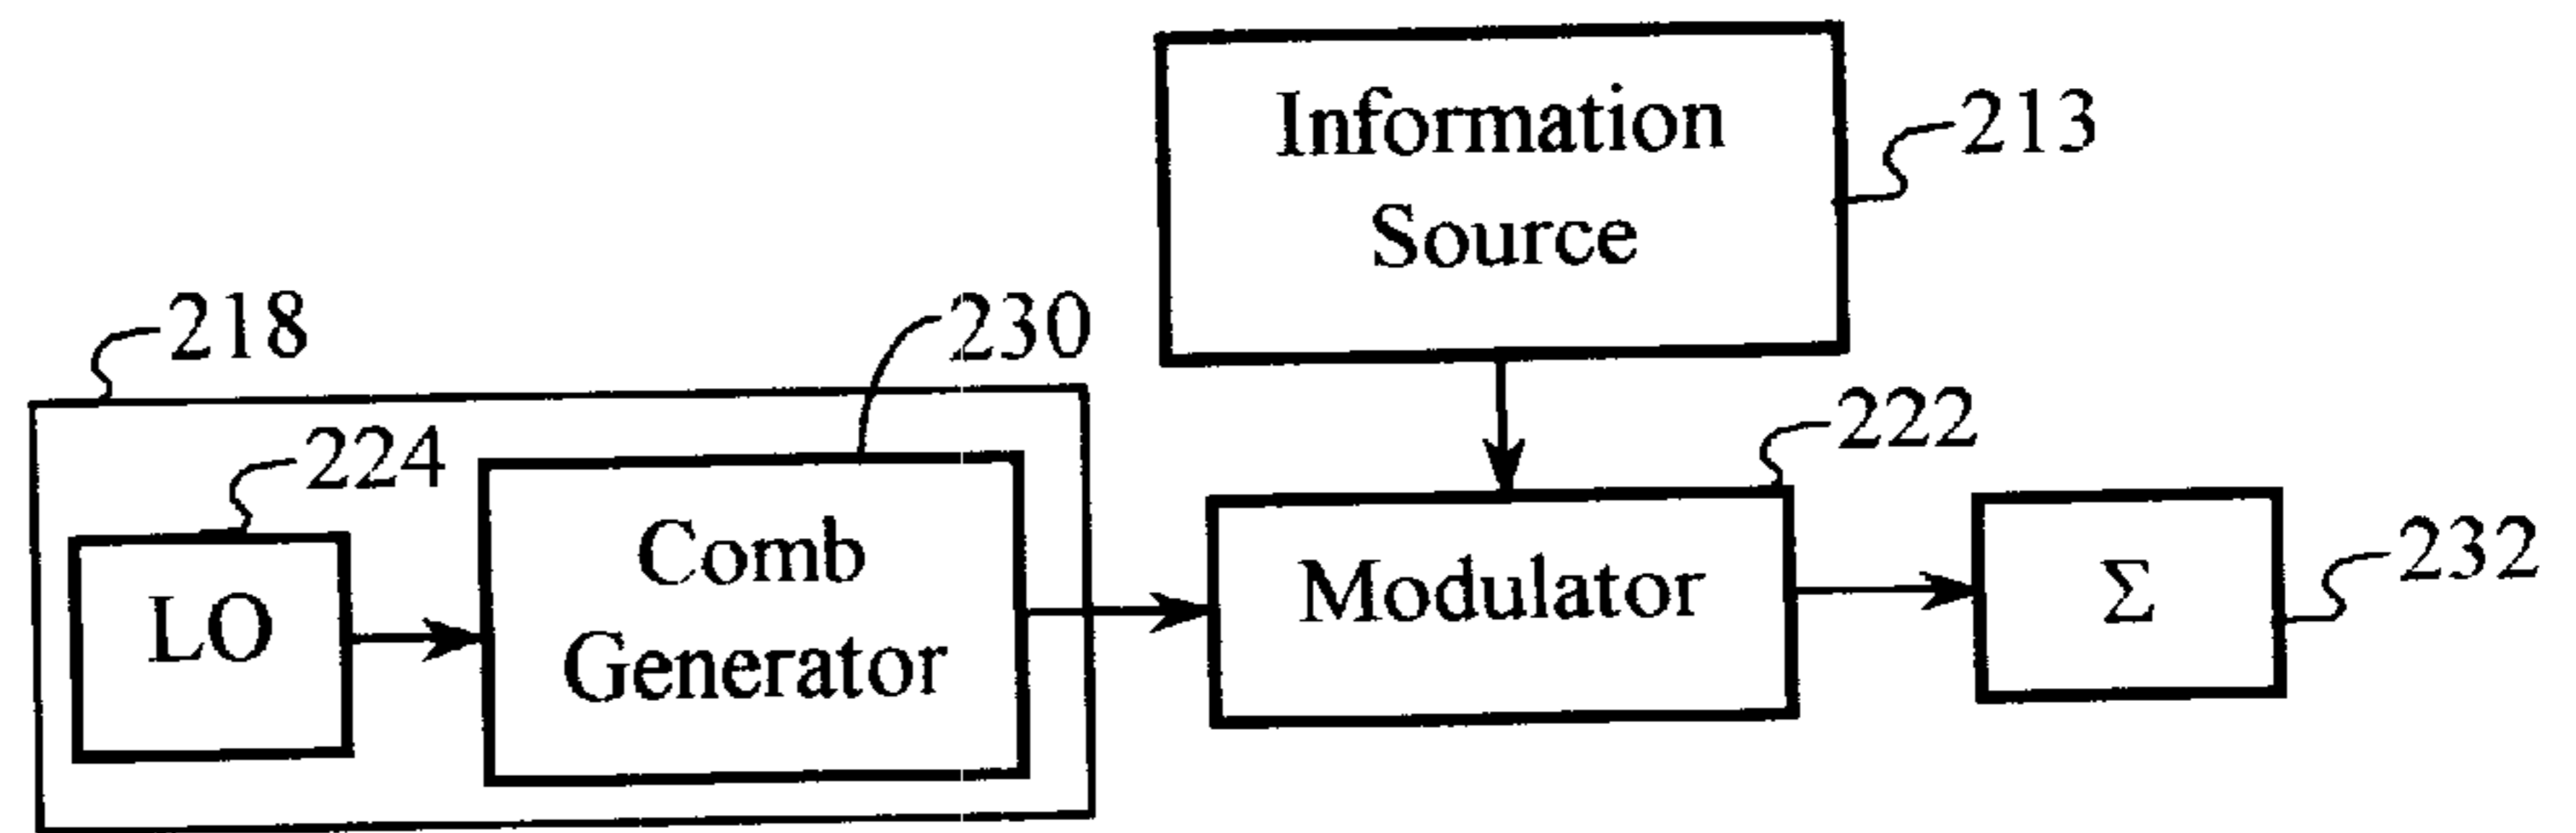 Information
Source
213
218
230
224
222
Comb
Generator
LO
Modulator
Σ
232